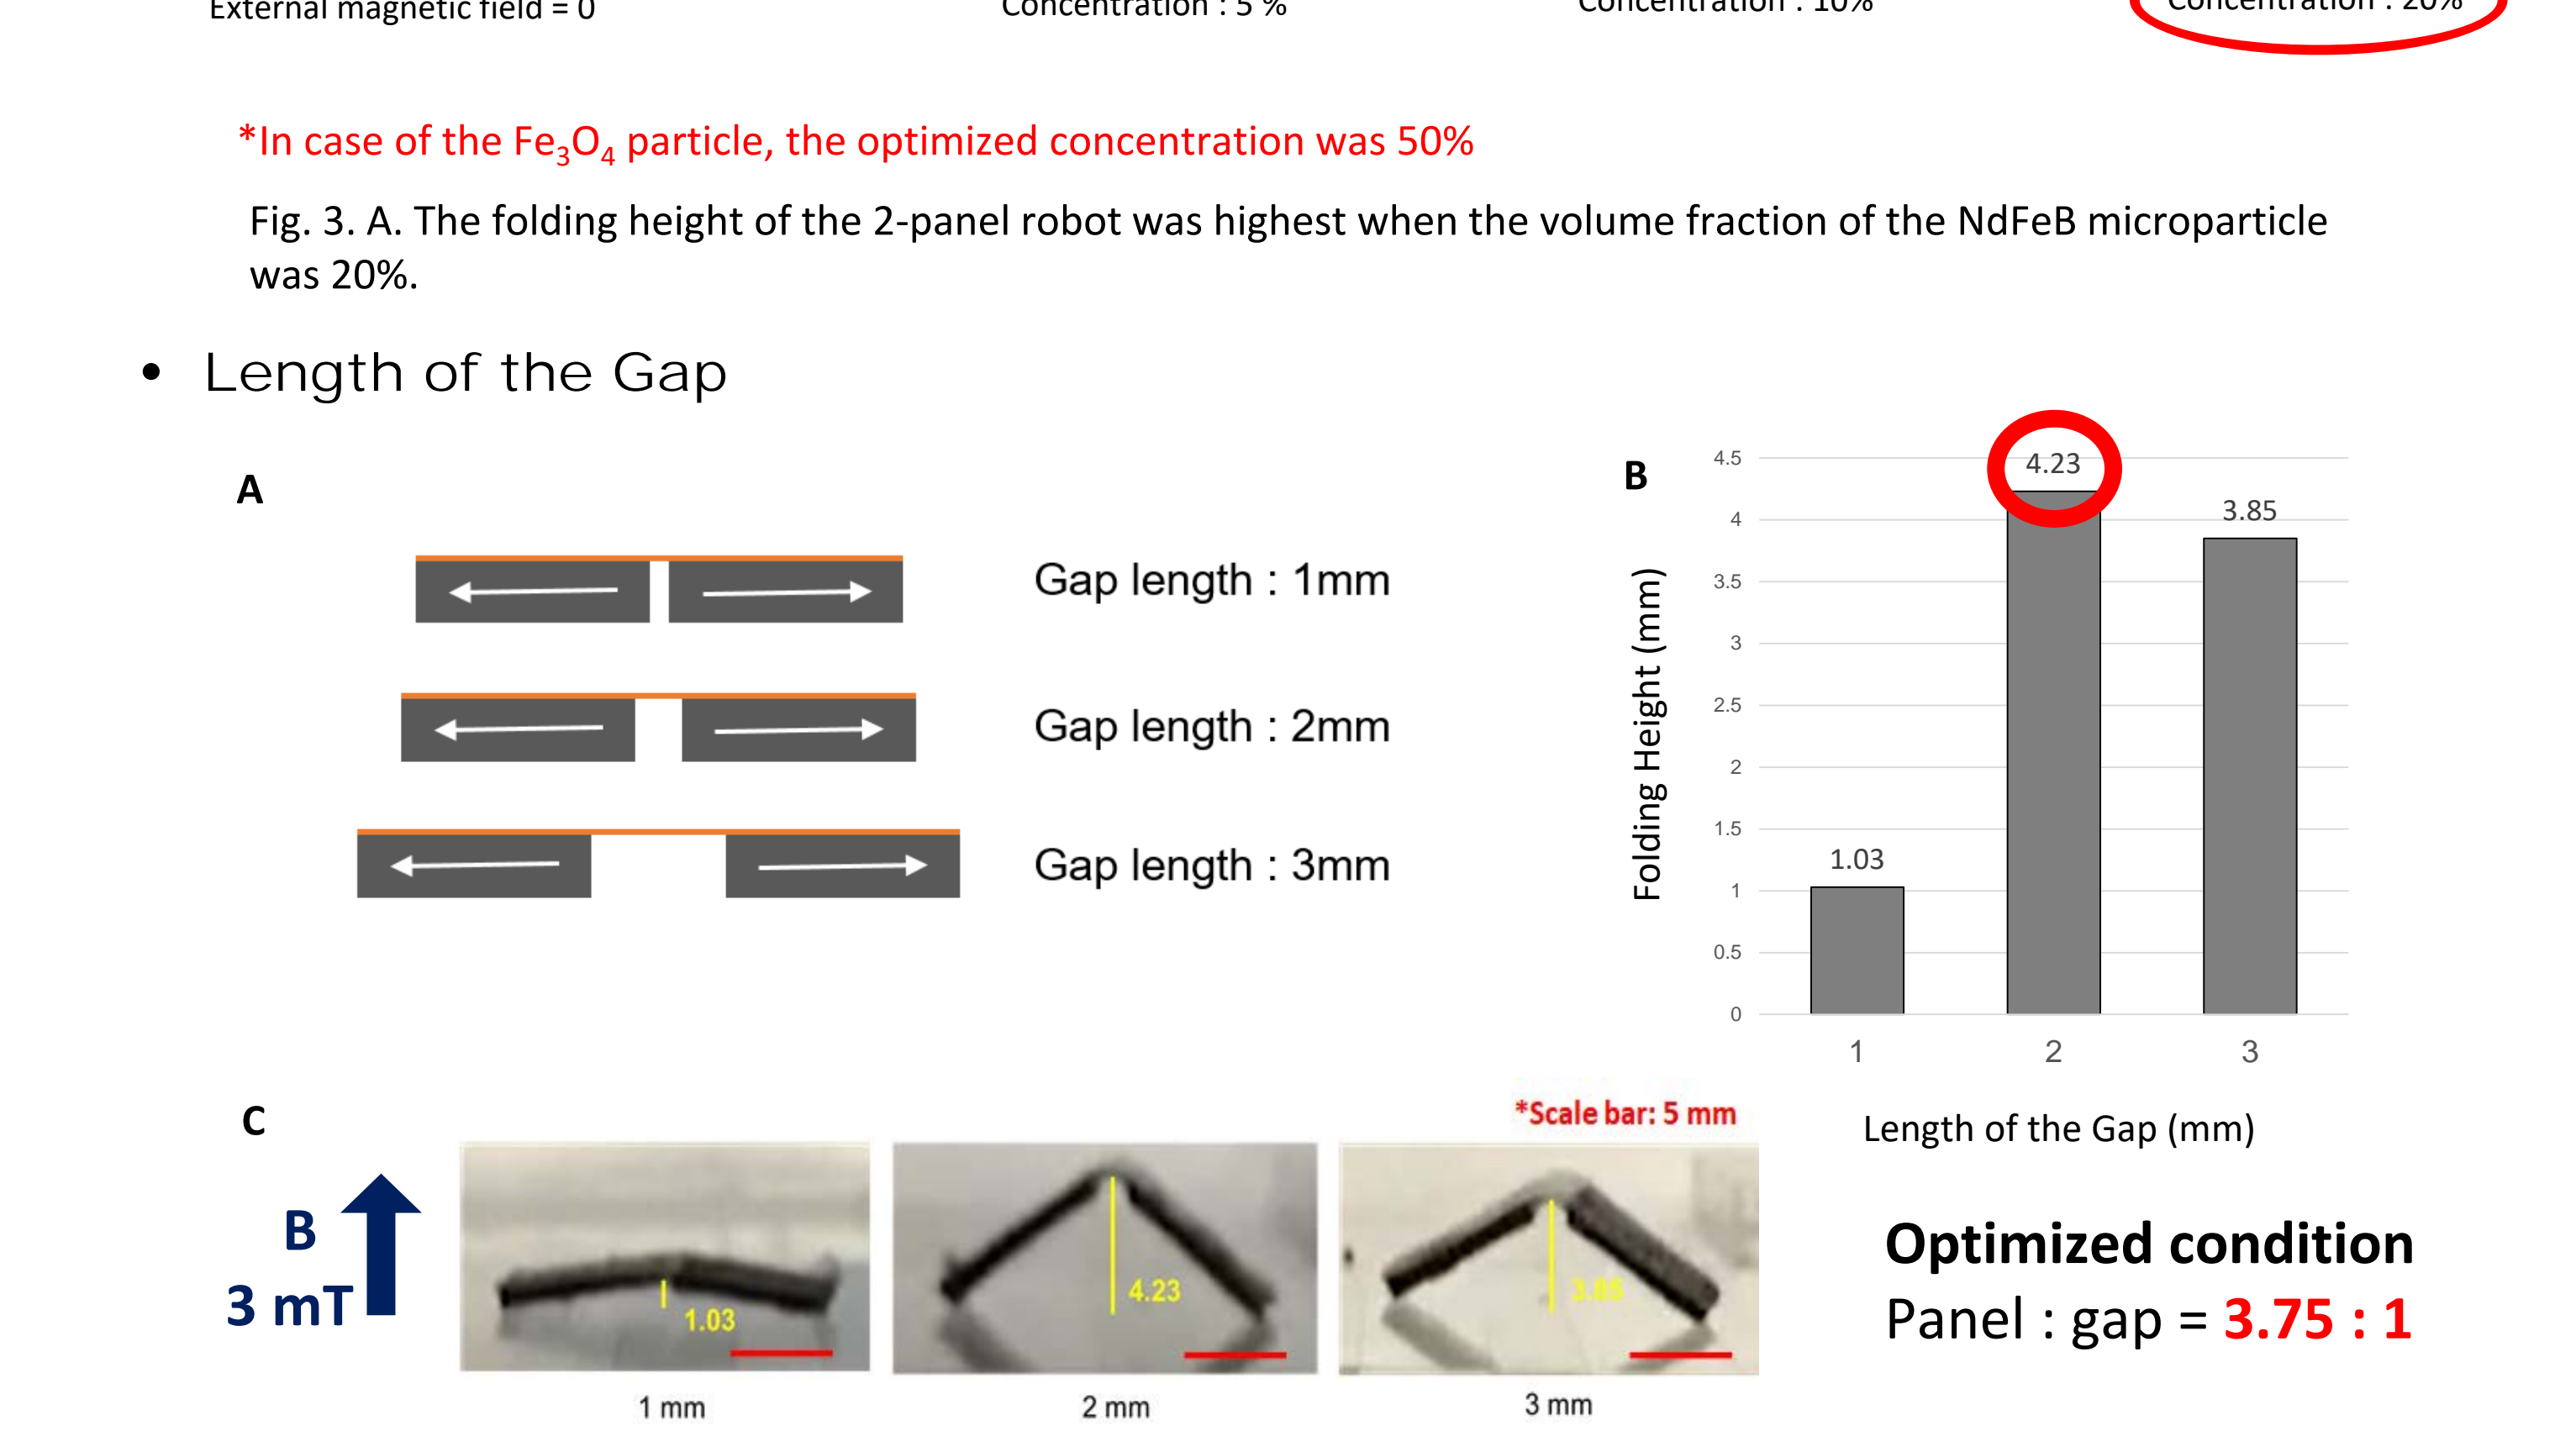 External magnetic field = 0
Concentration : 5 %
Concentration : 10%
Concentration : 20%
*In case of the Fe₃O₄ particle, the optimized concentration was 50%
Fig. 3. A. The folding height of the 2-panel robot was highest when the volume fraction of the NdFeB microparticle
was 20%.
• Length of the Gap
A
Gap length : 1mm
Gap length : 2mm
Gap length : 3mm
B
Folding Height (mm)
4.5
4
3.5
3
2.5
2
1.5
1
0.5
0
1.03
4.23
3.85
1
2
3
Length of the Gap (mm)
C
*Scale bar: 5 mm
B
3 mT
1.03
4.23
3.85
1 mm
2 mm
3 mm
Optimized condition
Panel : gap = 3.75 : 1